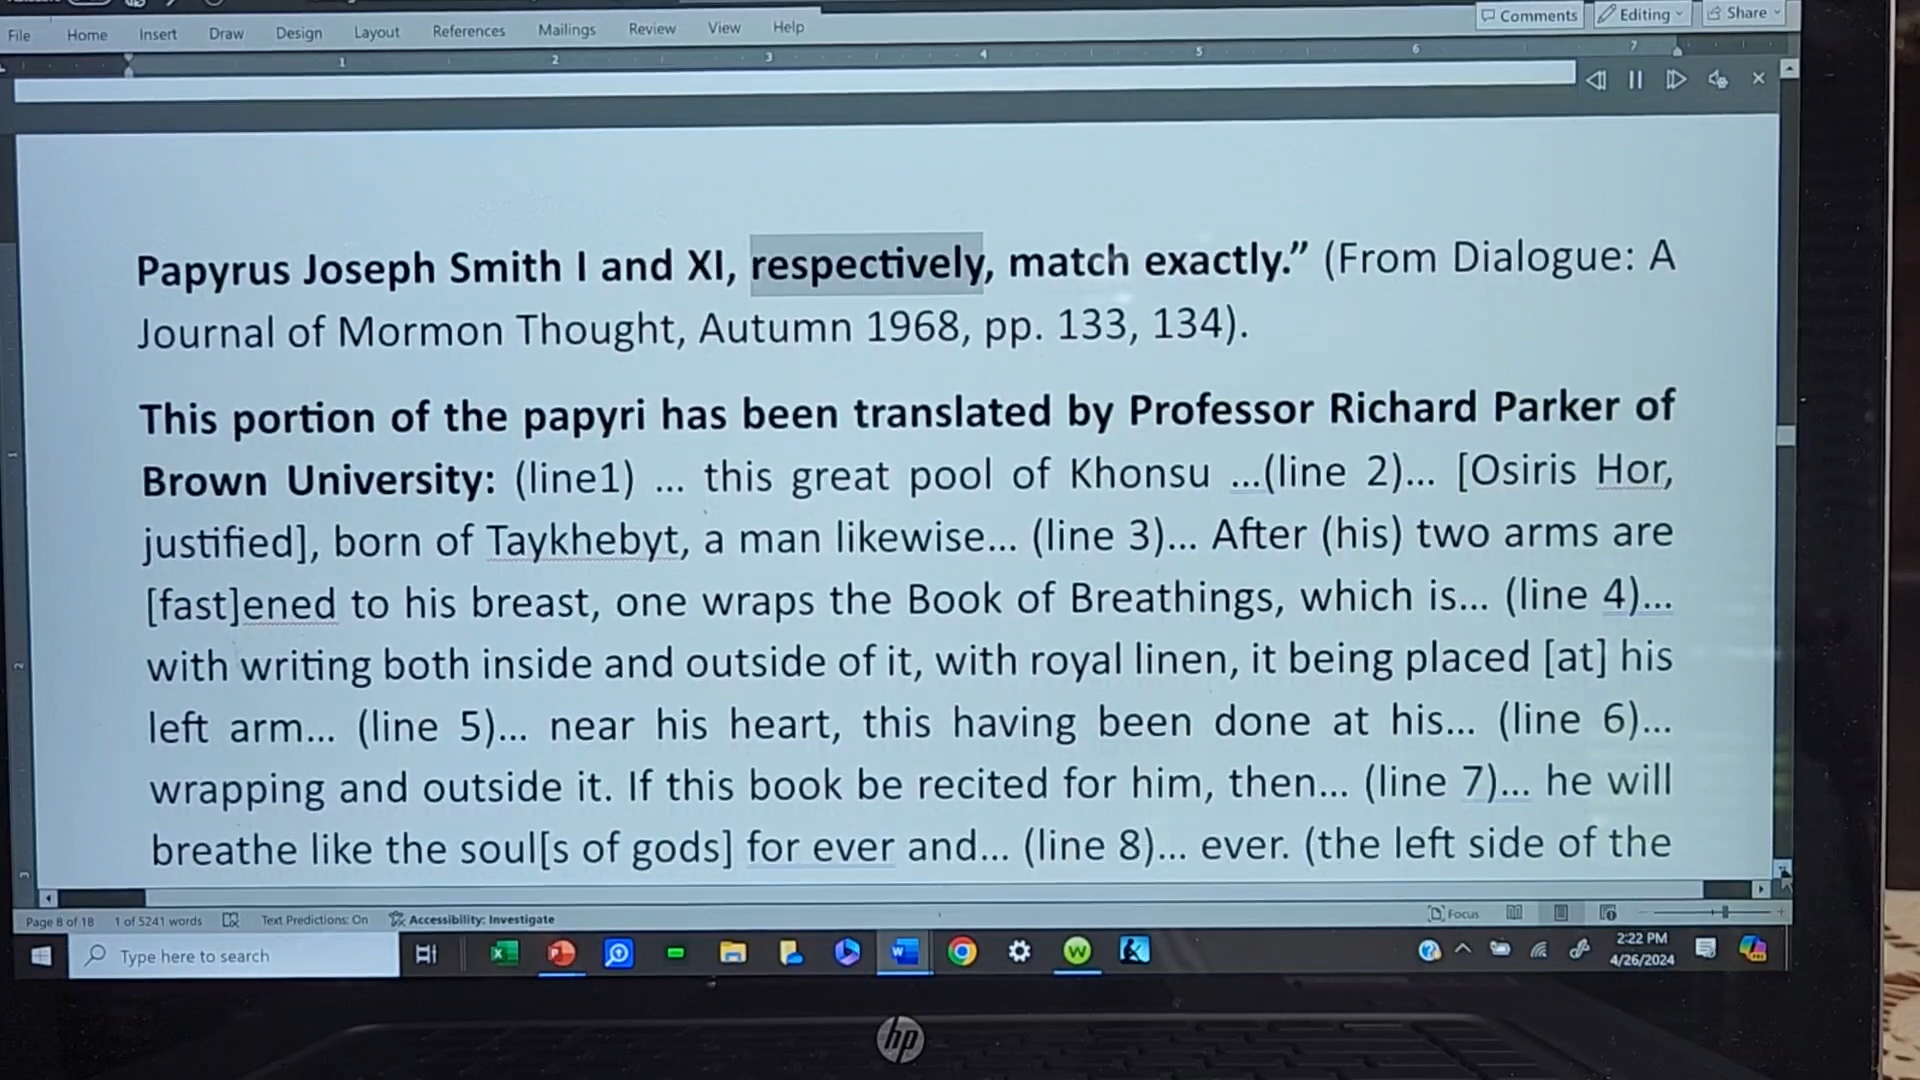 File Home Insert Draw Design Layout References Mailings Review View Help Comments Editing Share
1 2 3 4 5 6 7
Papyrus Joseph Smith I and XI, respectively, match exactly.” (From Dialogue: A
Journal of Mormon Thought, Autumn 1968, pp. 133, 134).
This portion of the papyri has been translated by Professor Richard Parker of
Brown University: (line1) ... this great pool of Khonsu ...(line 2)... [Osiris Hor,
justified], born of Taykhebyt, a man likewise... (line 3)... After (his) two arms are
[fast]ened to his breast, one wraps the Book of Breathings, which is... (line 4)...
with writing both inside and outside of it, with royal linen, it being placed [at] his
left arm... (line 5)... near his heart, this having been done at his... (line 6)...
wrapping and outside it. If this book be recited for him, then... (line 7)... he will
breathe like the soul[s of gods] for ever and... (line 8)... ever. (the left side of the
Page 8 of 18 1 of 5241 words Text Predictions: On Accessibility: Investigate Focus
Type here to search
2:22 PM
4/26/2024
hp